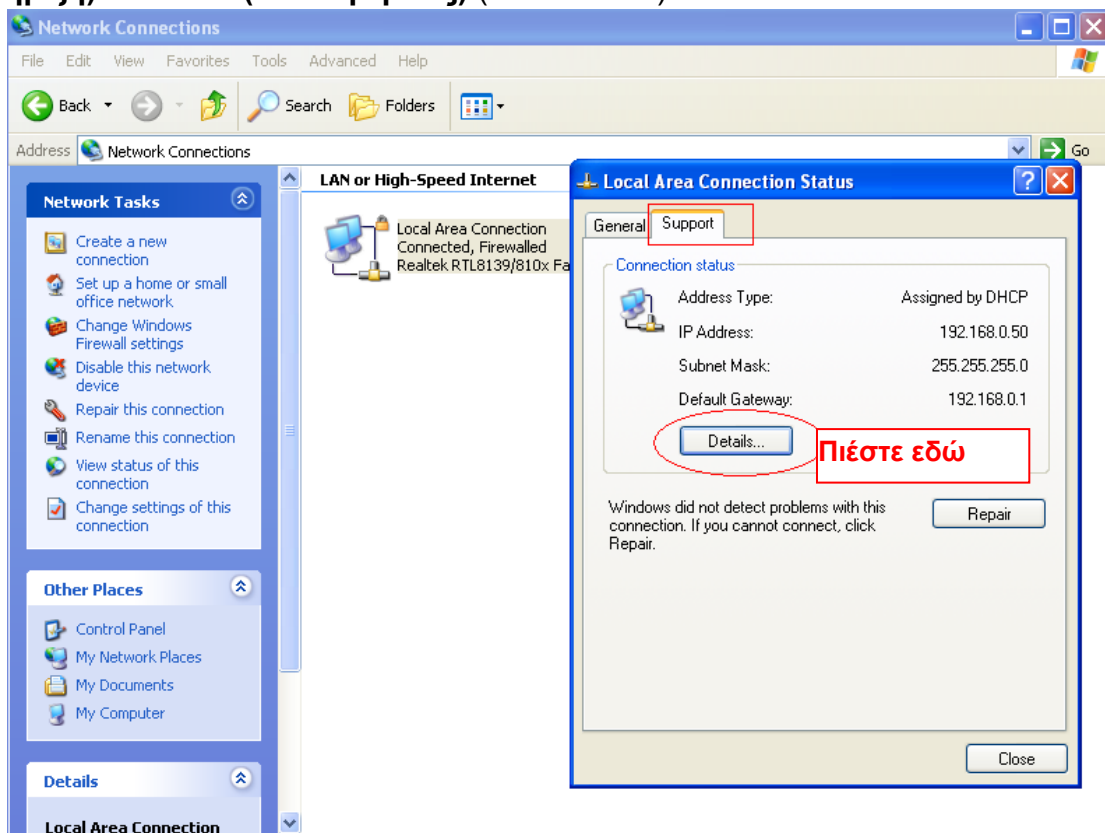 Network Connections
File Edit View Favorites Tools Advanced Help
Back Search Folders
Address Network Connections Go
Network Tasks
Create a new
connection
Set up a home or small
office network
Change Windows
Firewall settings
Disable this network
device
Repair this connection
Rename this connection
View status of this
connection
Change settings of this
connection
Other Places
Control Panel
My Network Places
My Documents
My Computer
Details
Local Area Connection
LAN or High-Speed Internet
Local Area Connection
Connected, Firewalled
Realtek RTL8139/810x Fa
Local Area Connection Status
General Support
Connection status
Address Type: Assigned by DHCP
IP Address: 192.168.0.50
Subnet Mask: 255.255.255.0
Default Gateway: 192.168.0.1
Details...
Πιέστε εδώ
Windows did not detect problems with this
connection. If you cannot connect, click
Repair.
Repair
Close